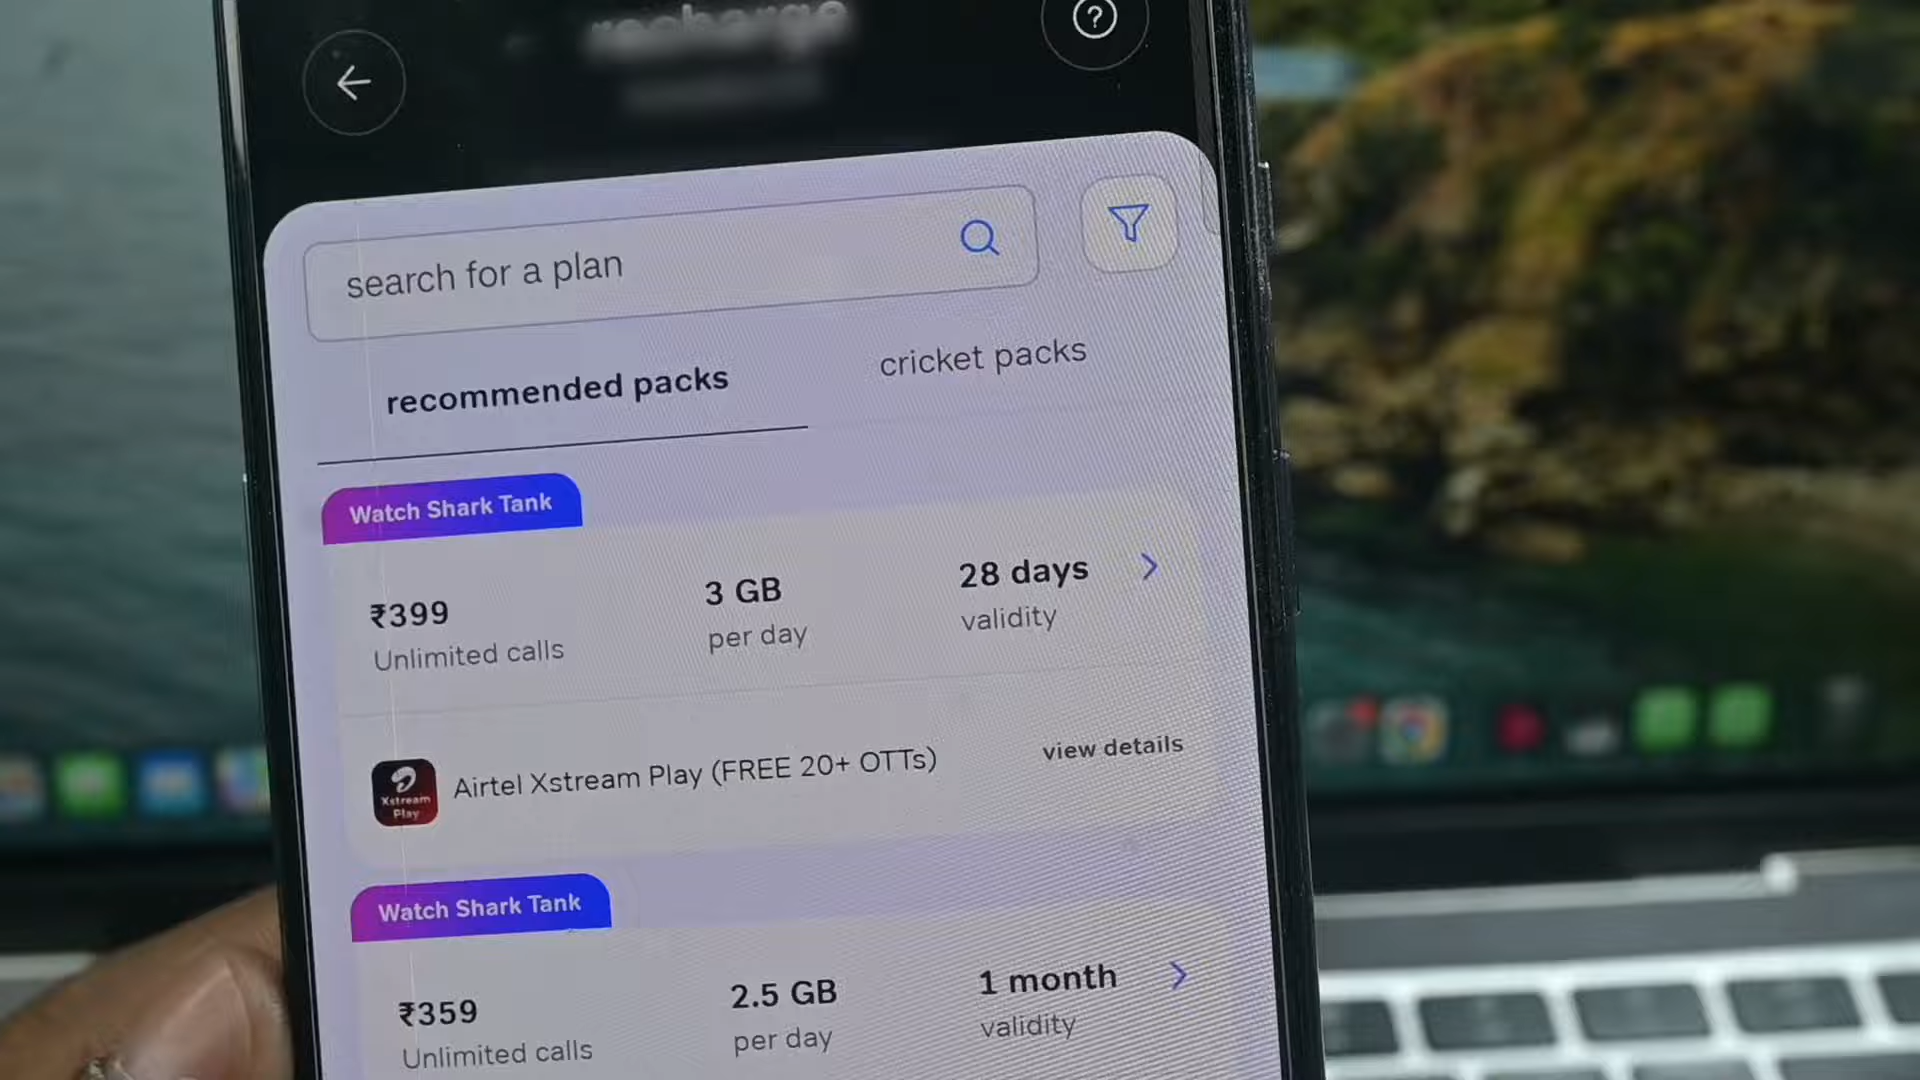 recharge
?
search for a plan
recommended packs
cricket packs
Watch Shark Tank
₹399
3 GB
28 days
Unlimited calls
per day
validity
Xstream
Play
Airtel Xstream Play (FREE 20+ OTTs)
view details
Watch Shark Tank
₹359
2.5 GB
1 month
Unlimited calls
per day
validity